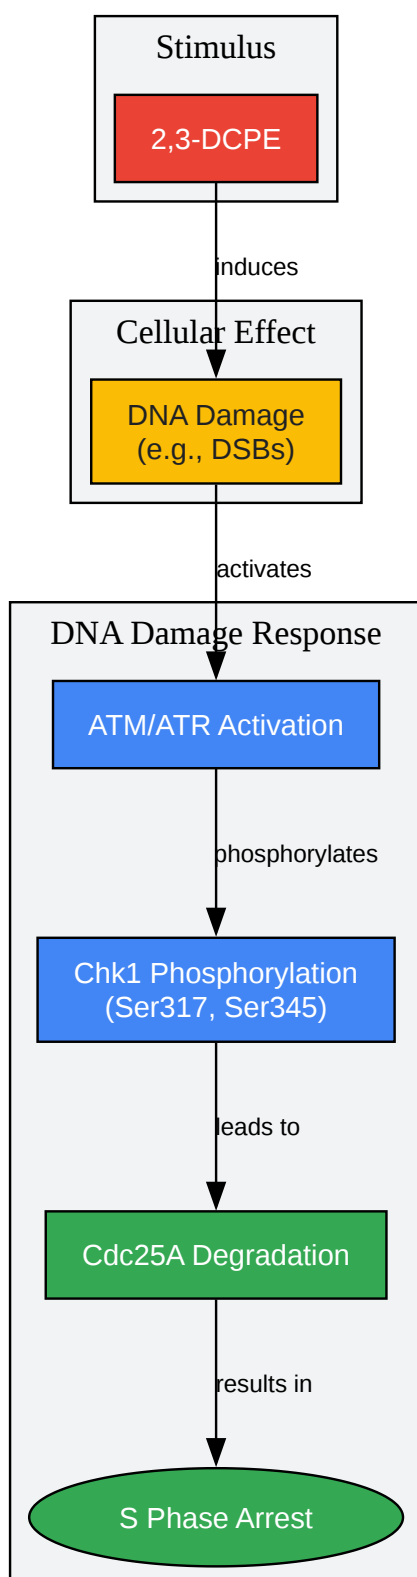 Stimulus
2,3-DCPE
induces
Cellular Effect
DNA Damage
(e.g., DSBs)
activates
DNA Damage Response
ATM/ATR Activation
phosphorylates
Chk1 Phosphorylation
(Ser317, Ser345)
leads to
Cdc25A Degradation
results in
S Phase Arrest